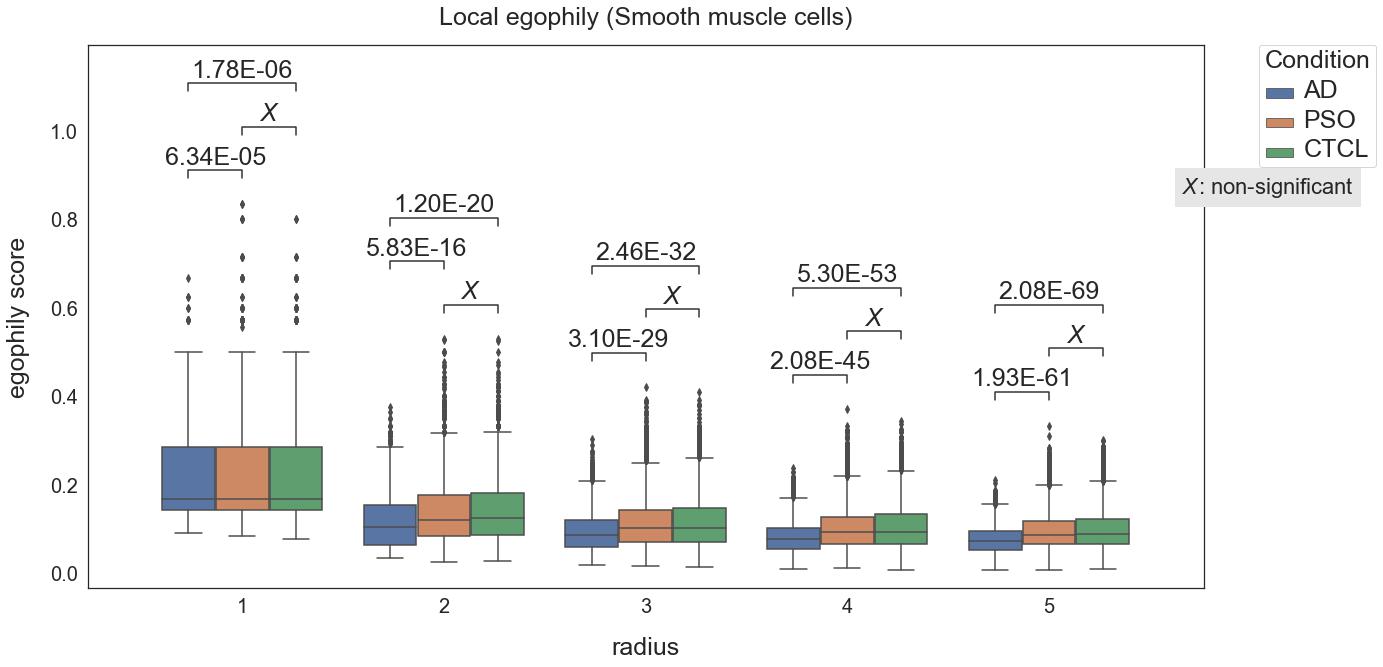 Local egophily (Smooth muscle cells)
Condition
AD
PSO
CTCL
X: non-significant
egophily score
1.0
0.8
0.6
0.4
0.2
0.0
1.78E-06
X
6.34E-05
1.20E-20
5.83E-16
X
2.46E-32
X
3.10E-29
5.30E-53
X
2.08E-45
2.08E-69
X
1.93E-61
1 2 3 4 5
radius